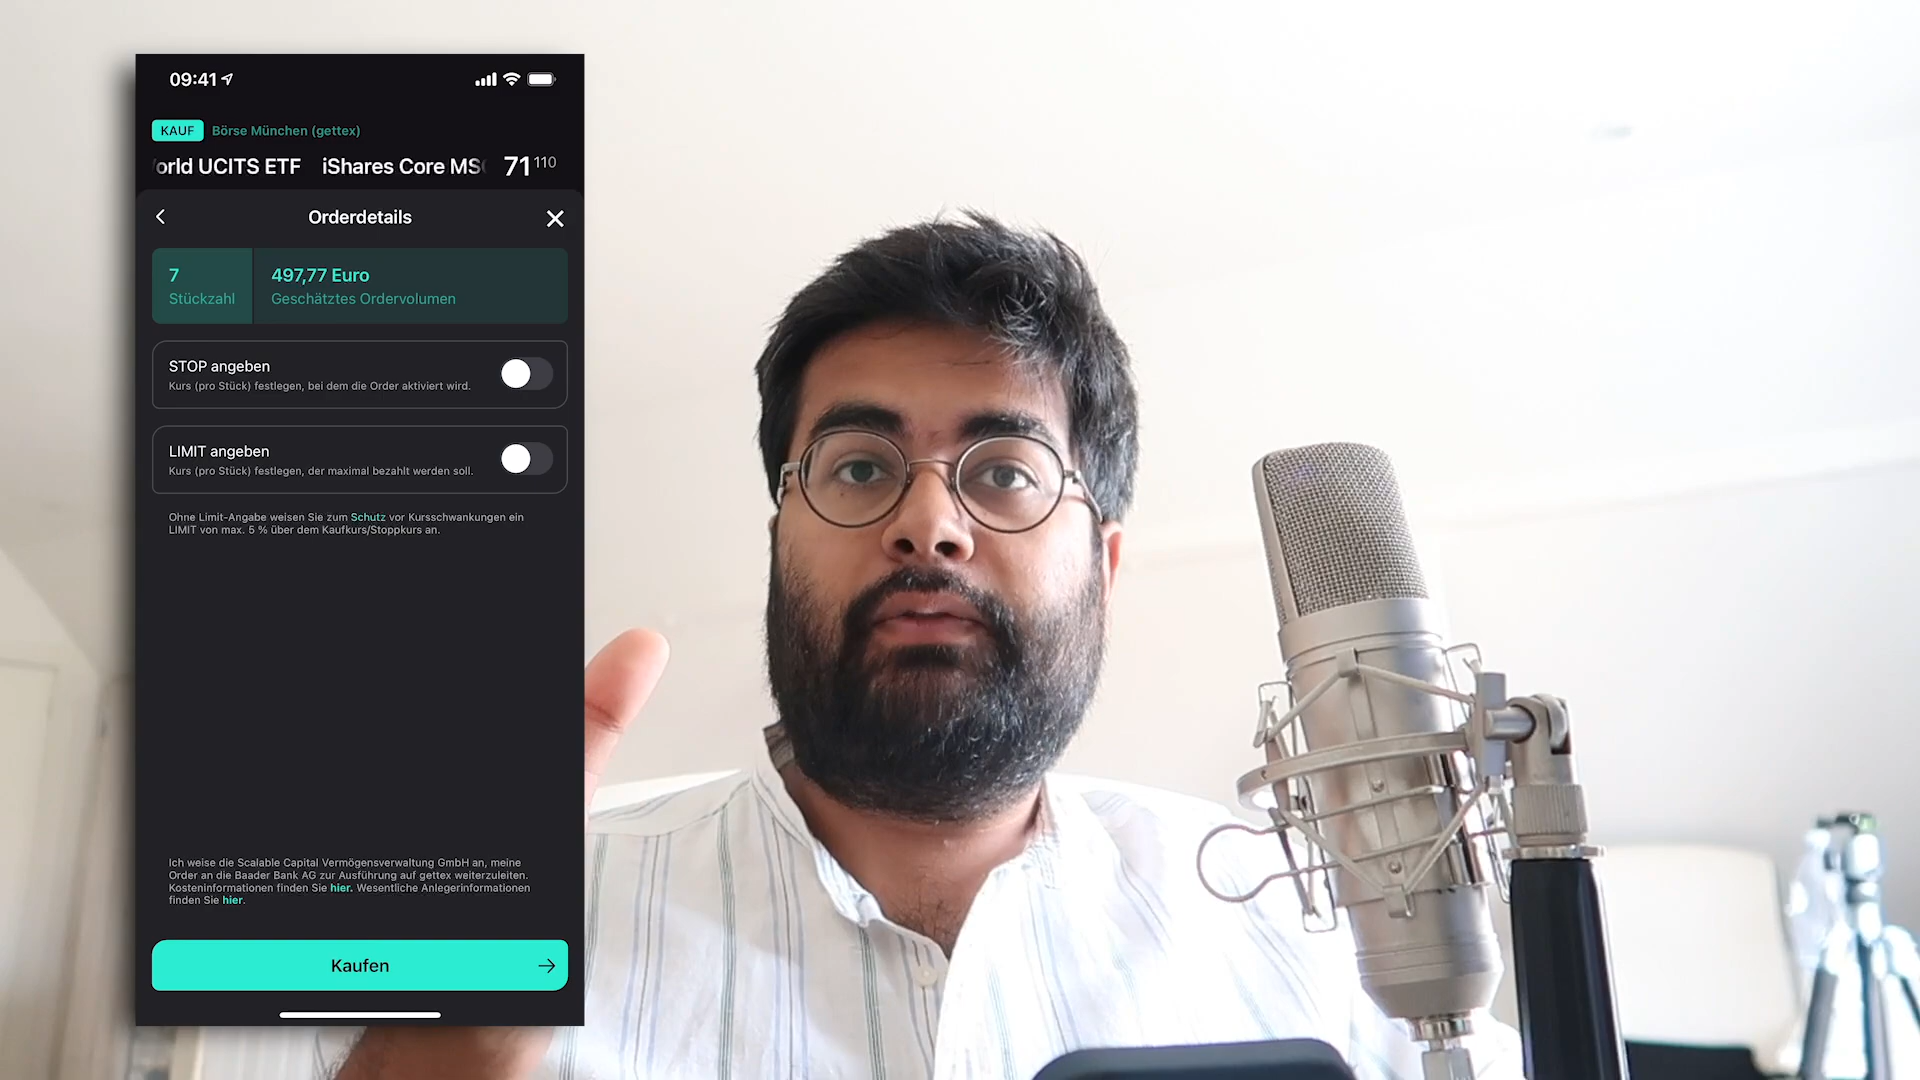 09:41
KAUF Börse München (gettex)
orld UCITS ETF iShares Core MS 71 110
Orderdetails
7 497,77 Euro
Stückzahl Geschätztes Ordervolumen
STOP angeben
Kurs (pro Stück) festlegen, bei dem die Order aktiviert wird.
LIMIT angeben
Kurs (pro Stück) festlegen, der maximal bezahlt werden soll.
Ohne Limit-Angabe weisen Sie zum Schutz vor Kursschwankungen ein
LIMIT von max. 5 % über dem Kaufkurs/Stoppkurs an.
Ich weise die Scalable Capital Vermögensverwaltung GmbH an, meine
Order an die Baader Bank AG zur Ausführung auf gettex weiterzuleiten.
Kosteninformationen finden Sie hier. Wesentliche Anlegerinformationen
finden Sie hier.
Kaufen